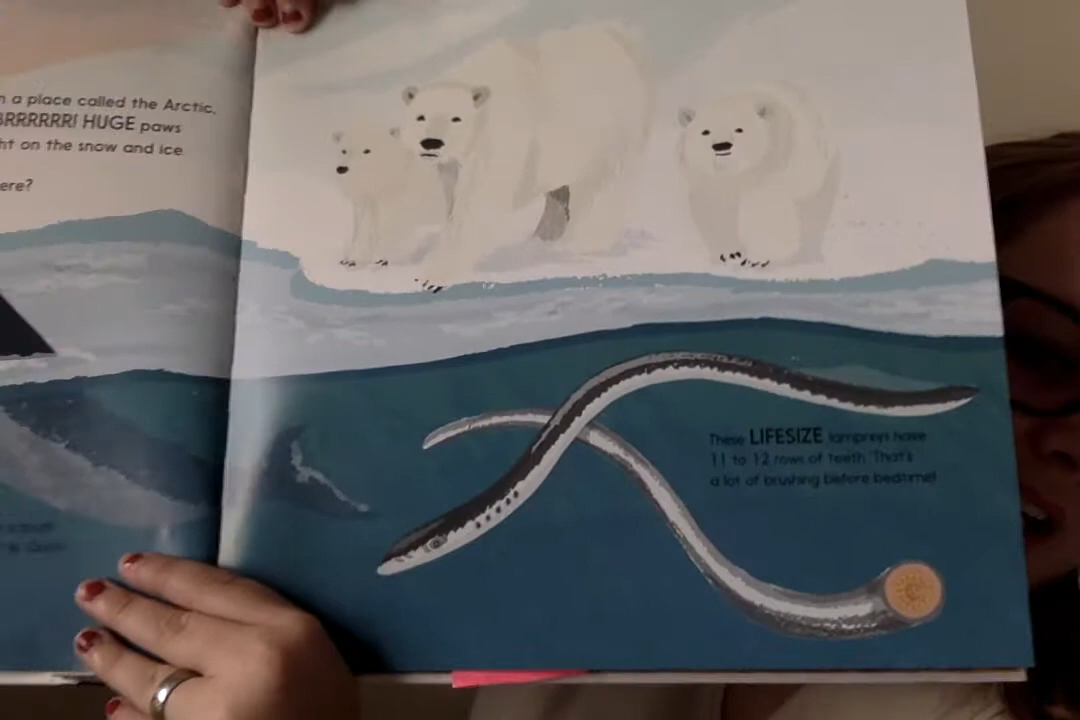 n a place called the Arctic.
BRRRRRR! HUGE paws
ht on the snow and ice
ere?
These LIFESIZE lampreys have
11 to 12 rows of teeth. That's
a lot of brushing before bedtime!